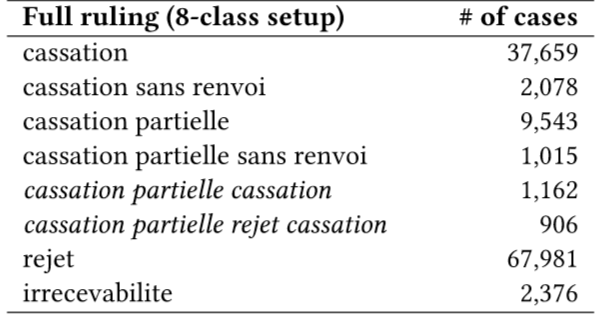 Full ruling (8-class setup) # of cases
cassation 37,659
cassation sans renvoi 2,078
cassation partielle 9,543
cassation partielle sans renvoi 1,015
cassation partielle cassation 1,162
cassation partielle rejet cassation 906
rejet 67,981
irrecevabilite 2,376